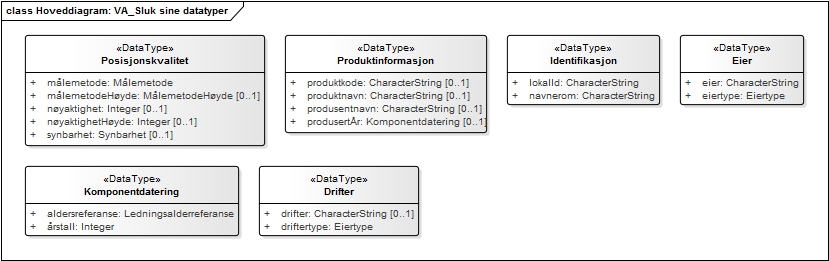 class Hoveddiagram: VA_Sluk sine datatyper
«DataType»
Posisjonskvalitet
+ målemetode: Målemetode
+ målemetodeHøyde: MålemetodeHøyde [0..1]
+ nøyaktighet: Integer [0..1]
+ nøyaktighetHøyde: Integer [0..1]
+ synbarhet: Synbarhet [0..1]
«DataType»
Produktinformasjon
+ produktkode: CharacterString [0..1]
+ produktnavn: CharacterString [0..1]
+ produsentnavn: CharacterString [0..1]
+ produsertÅr: Komponentdatering [0..1]
«DataType»
Identifikasjon
+ lokalId: CharacterString
+ navnerom: CharacterString
«DataType»
Eier
+ eier: CharacterString
+ eiertype: Eiertype
«DataType»
Komponentdatering
+ aldersreferanse: Ledningsalderreferanse
+ årstall: Integer
«DataType»
Drifter
+ drifter: CharacterString [0..1]
+ driftertype: Eiertype